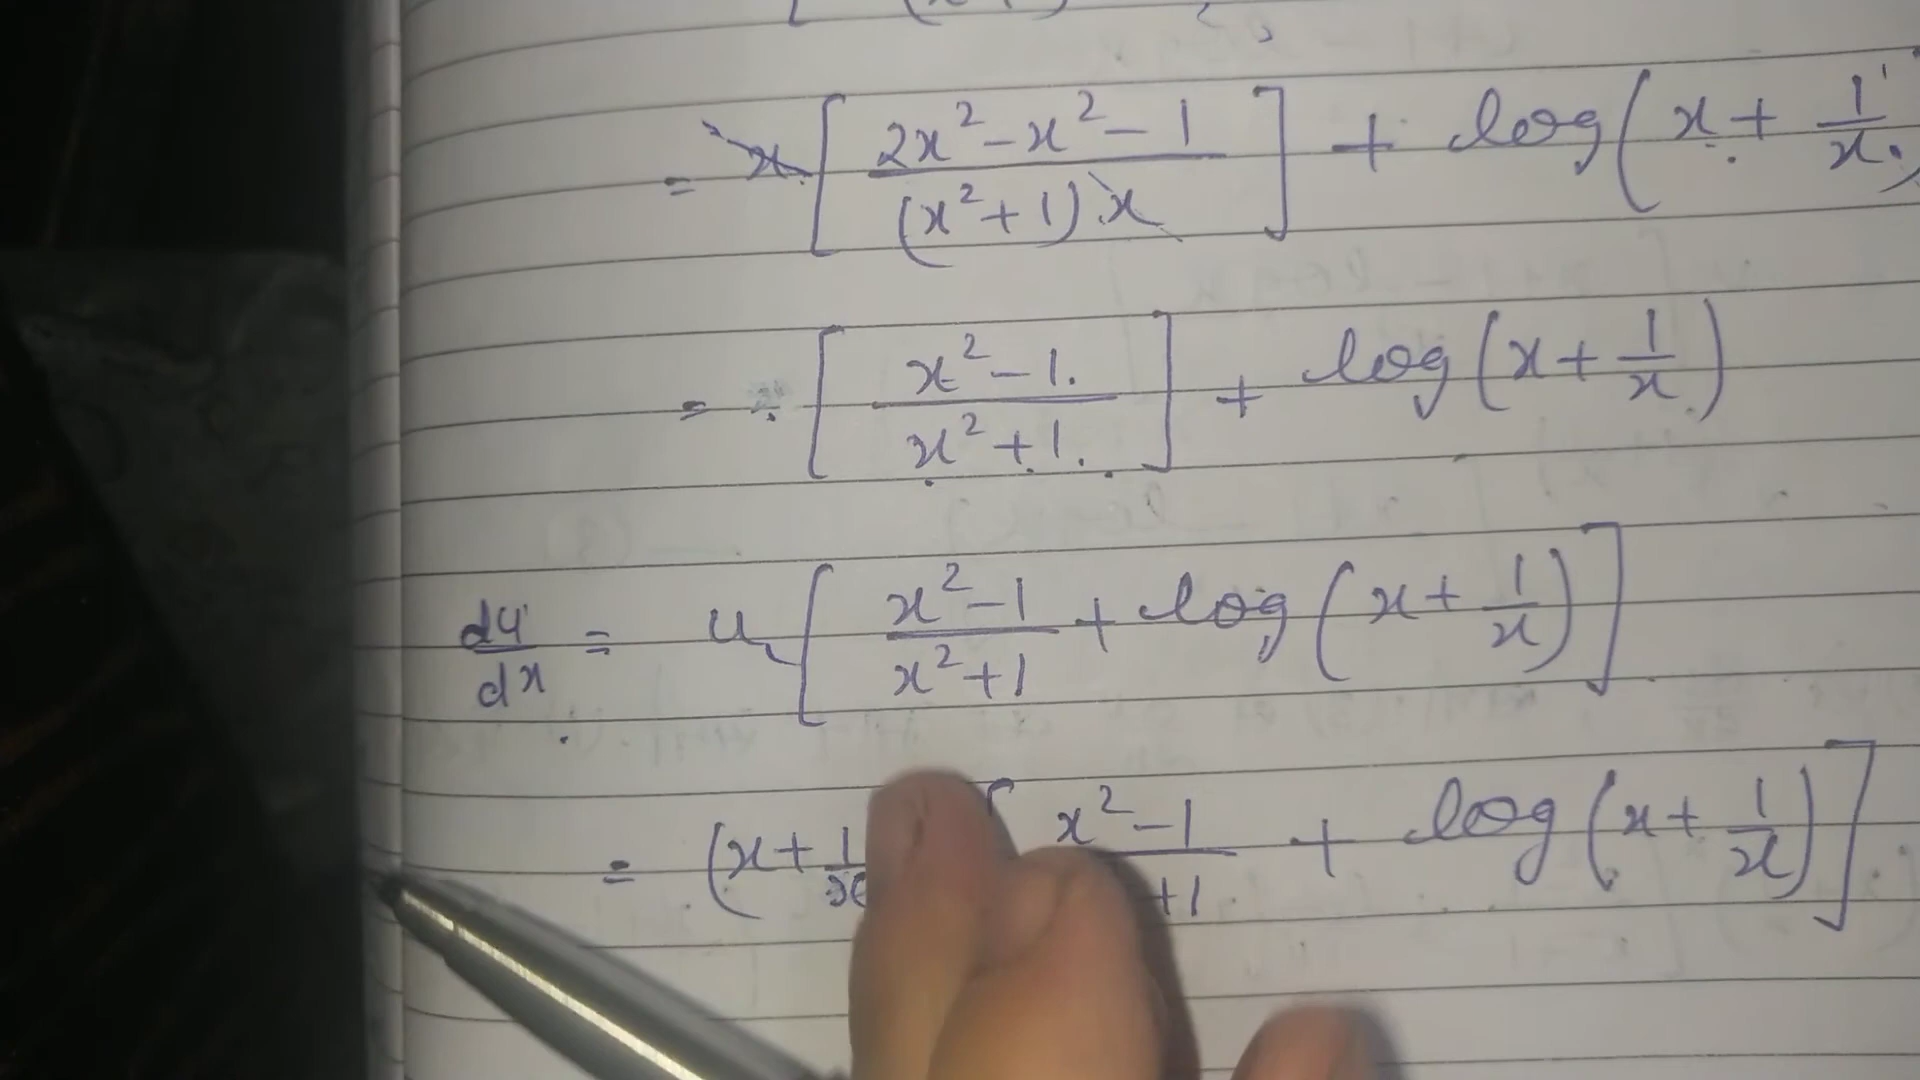 = x [ (2x² - x² - 1) / ((x² + 1) x) ] + log(x + 1/x)
= [ (x² - 1) / (x² + 1) ] + log(x + 1/x)
du/dx = u [ (x² - 1) / (x² + 1) + log(x + 1/x) ]
= (x + 1/x [ x² - 1 / + 1 + log(x + 1/x) ]